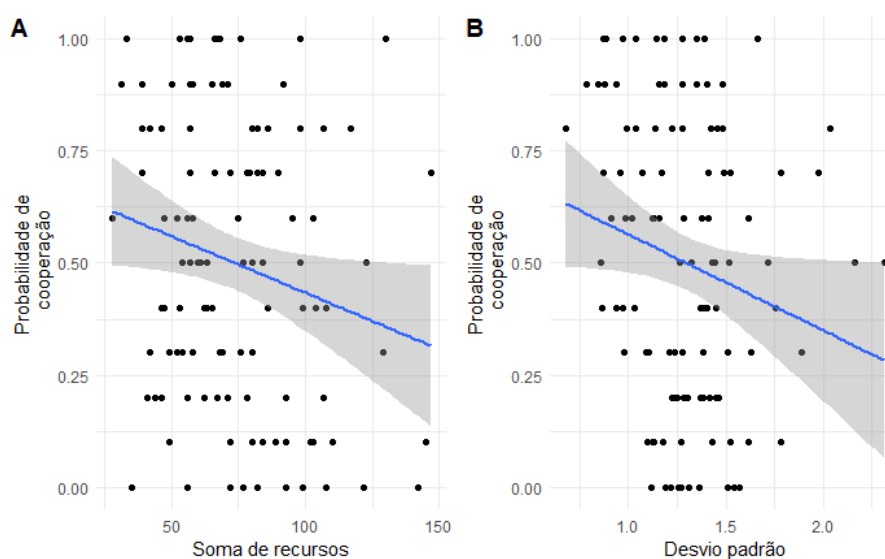 A
B
Probabilidade de
cooperação
1.00
0.75
0.50
0.25
0.00
50
100
150
Soma de recursos
Probabilidade de
cooperação
1.00
0.75
0.50
0.25
0.00
1.0
1.5
2.0
Desvio padrão